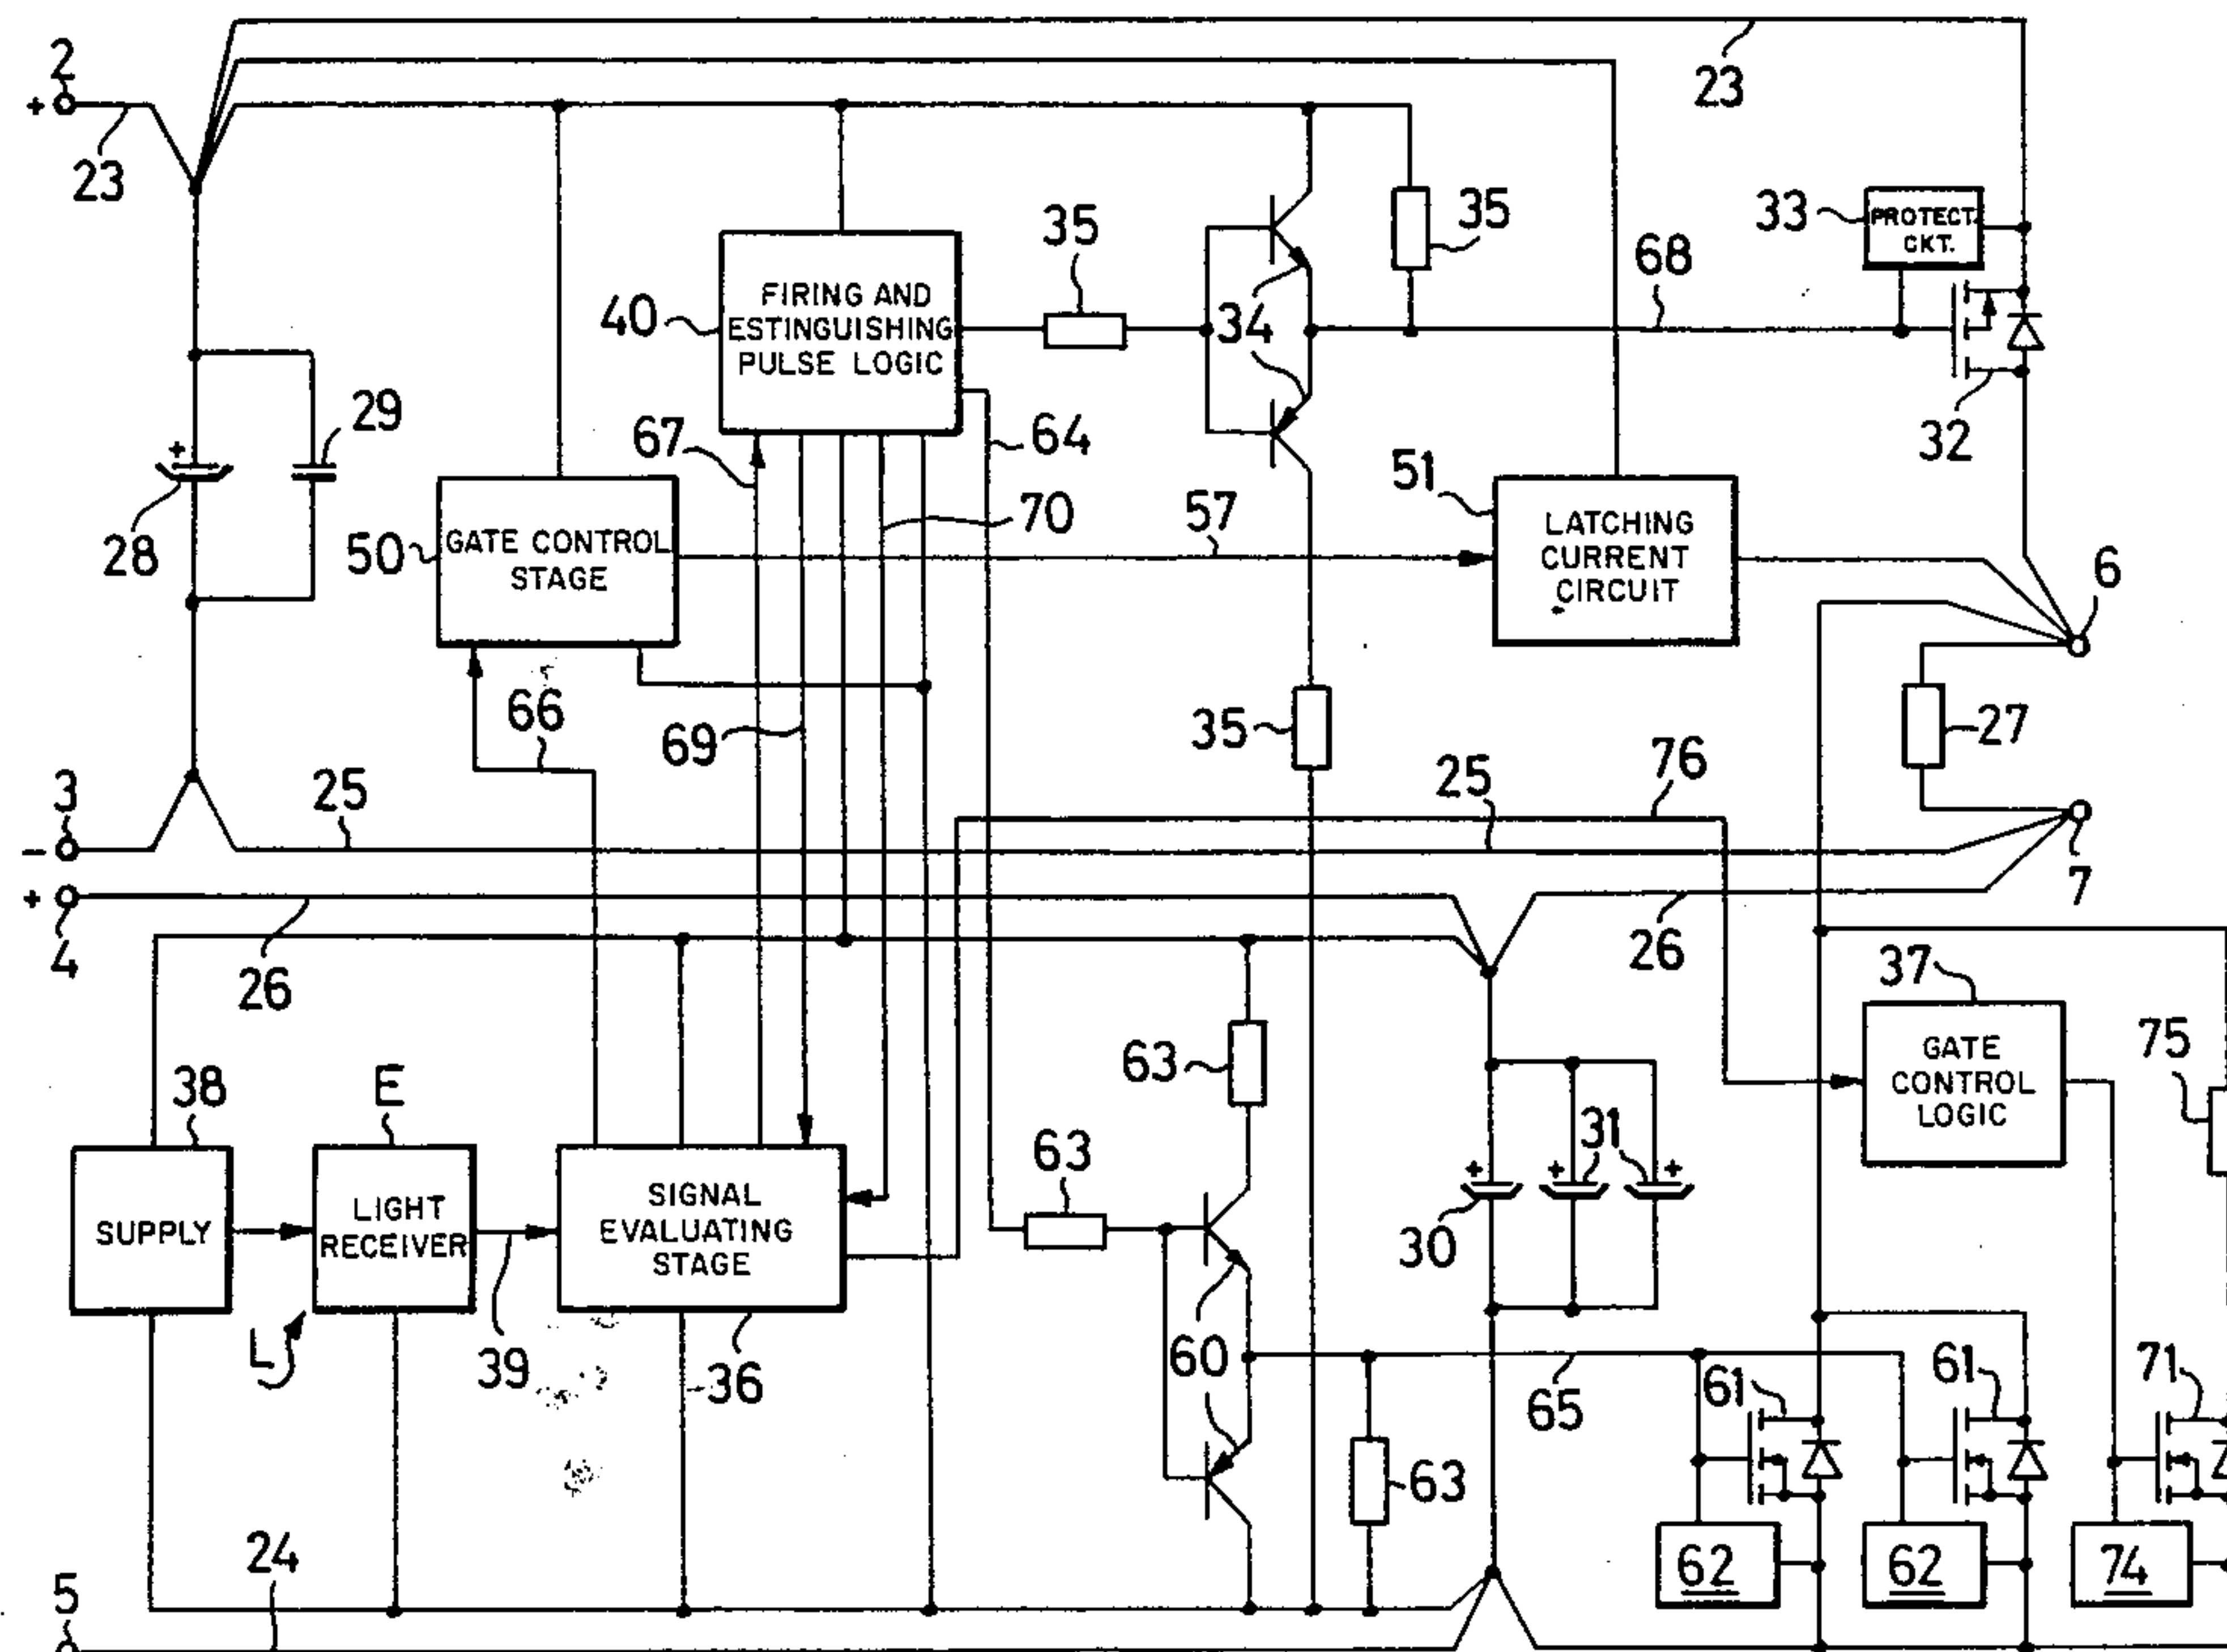 2
+
23
23
33
PROTECT.
CKT.
35
35
68
40
FIRING AND
ESTINGUISHING
PULSE LOGIC
34
32
+
29
28
67
64
51
50
GATE CONTROL
STAGE
70
57
LATCHING
CURRENT
CIRCUIT
6
66
69
35
27
76
3
-
25
25
+
4
26
26
7
37
GATE
CONTROL
LOGIC
75
38
E
63
63
+
+
31
+
30
SUPPLY
LIGHT
RECEIVER
SIGNAL
EVALUATING
STAGE
L
39
36
60
65
61
61
71
63
62
62
74
24
5